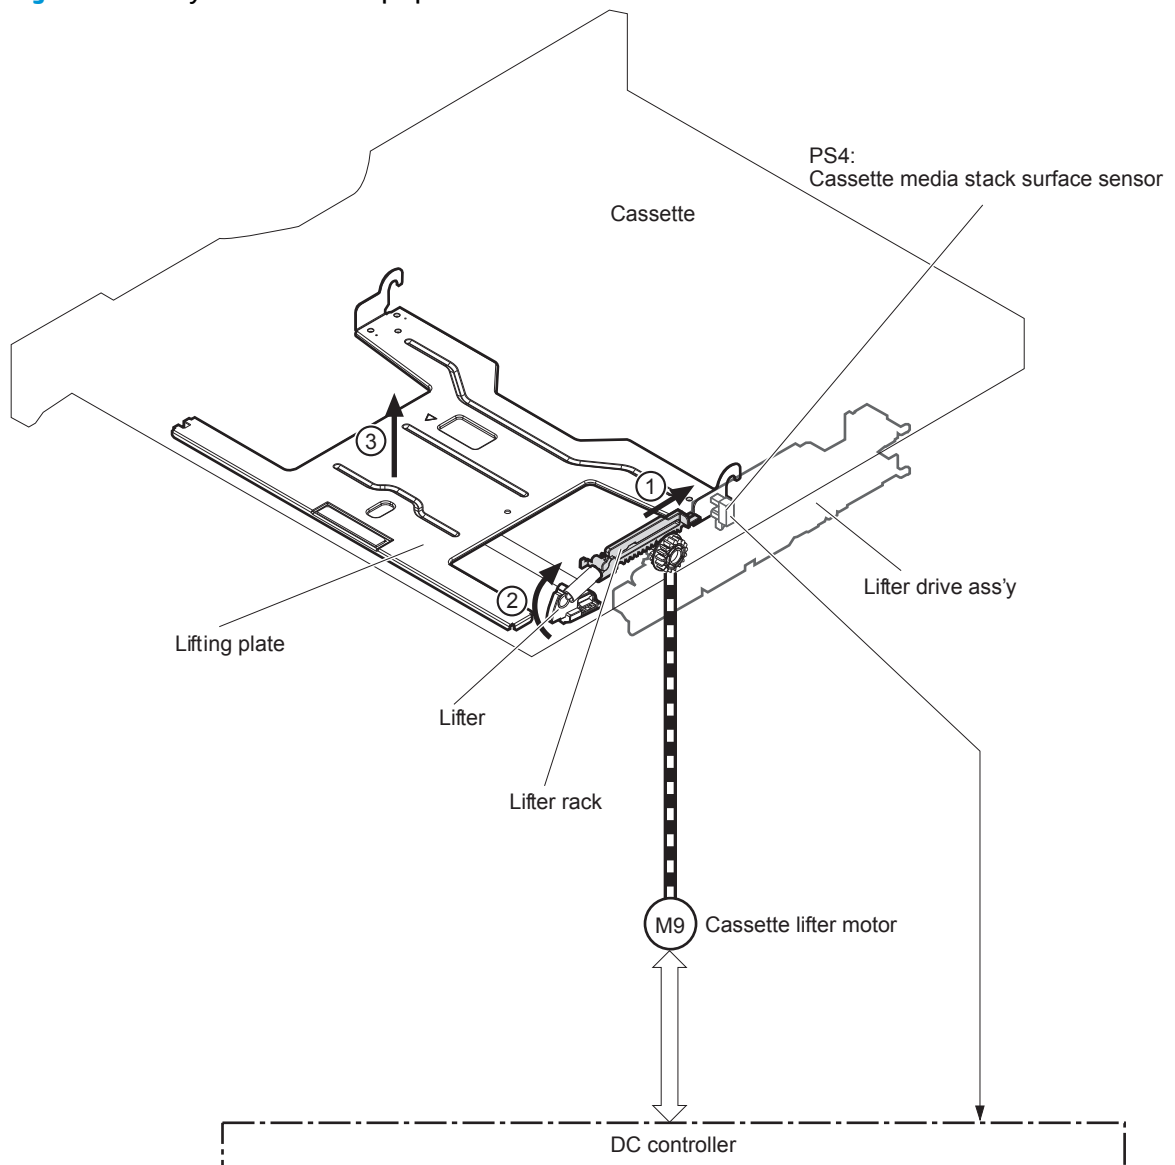 PS4:
Cassette media stack surface sensor
Cassette
3
1
2
Lifter drive ass'y
Lifting plate
Lifter
Lifter rack
M9
Cassette lifter motor
DC controller